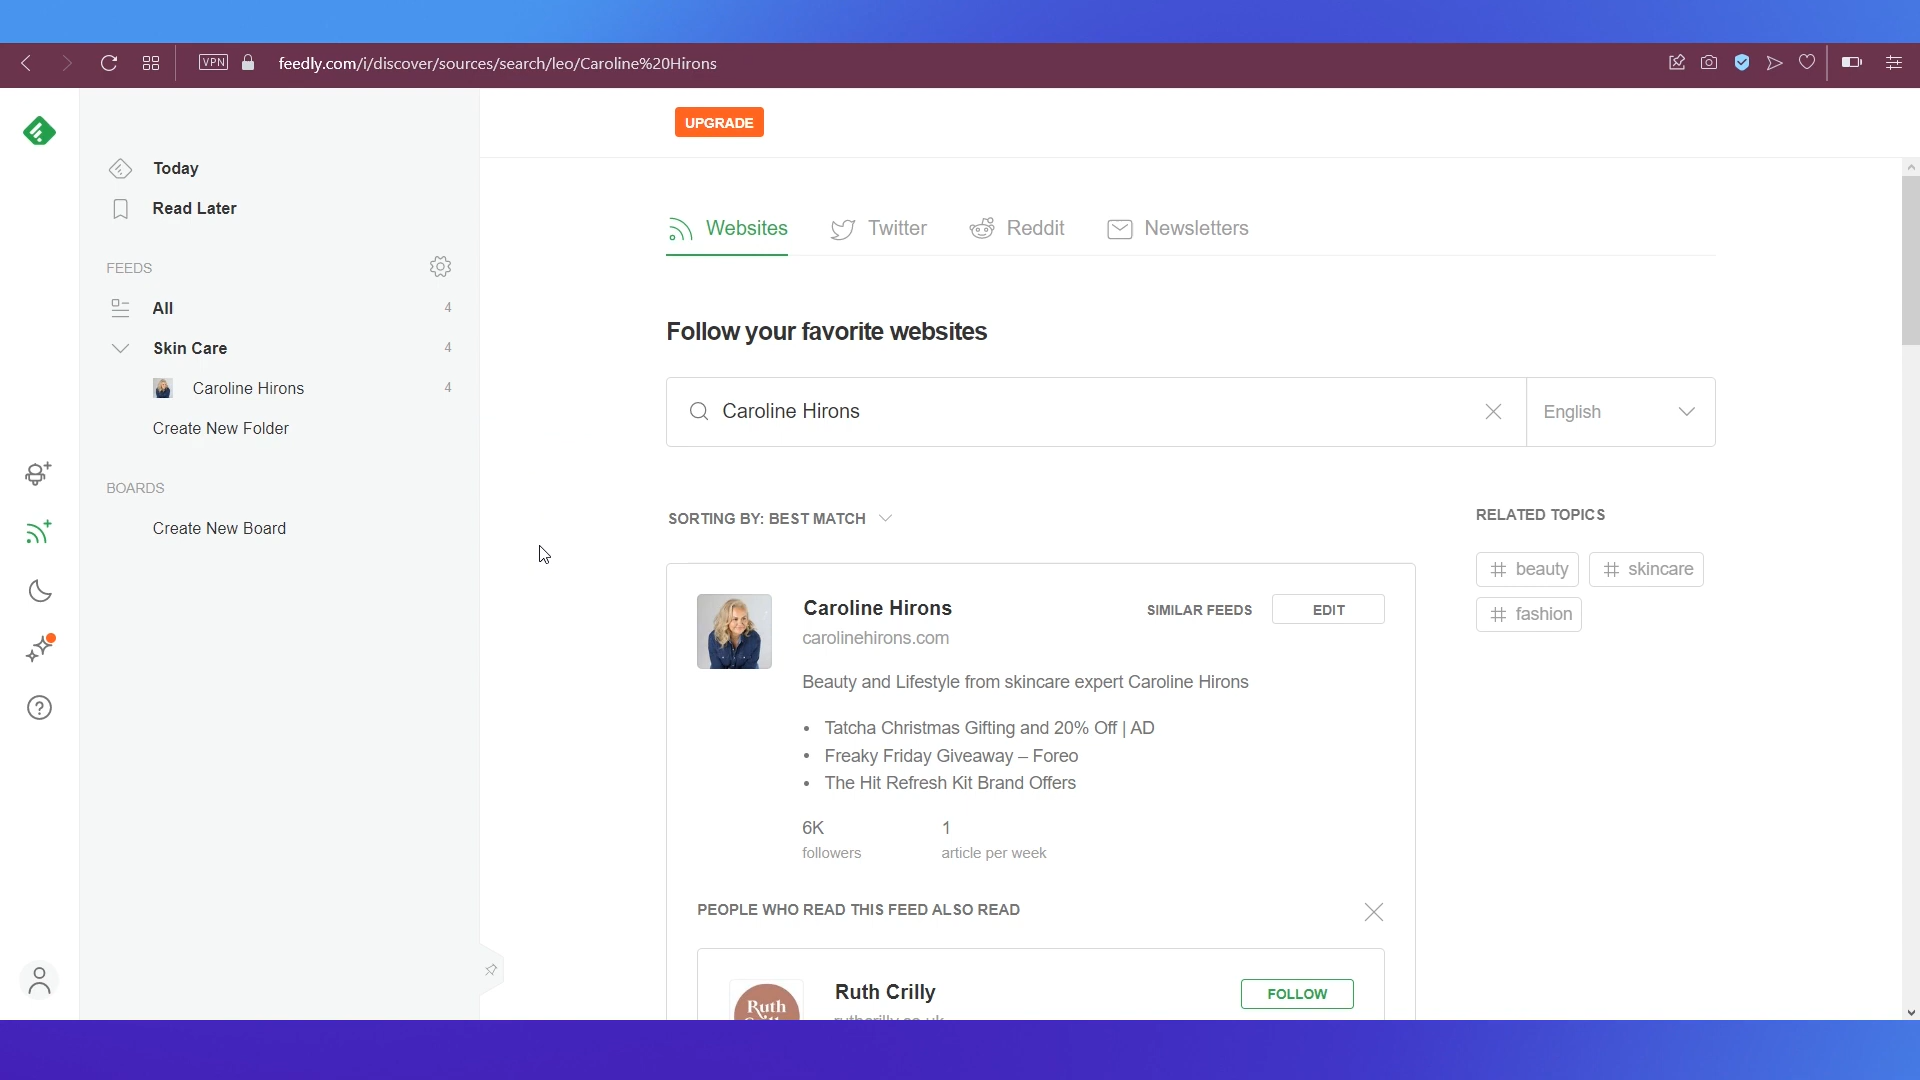 VPN
feedly.com/i/discover/sources/search/leo/Caroline%20Hirons
UPGRADE
Today
Read Later
FEEDS
All 4
Skin Care 4
Caroline Hirons 4
Create New Folder
BOARDS
Create New Board
Websites Twitter Reddit Newsletters
Follow your favorite websites
Caroline Hirons English
SORTING BY: BEST MATCH
RELATED TOPICS
# beauty # skincare
# fashion
Caroline Hirons SIMILAR FEEDS EDIT
carolinehirons.com
Beauty and Lifestyle from skincare expert Caroline Hirons
• Tatcha Christmas Gifting and 20% Off | AD
• Freaky Friday Giveaway – Foreo
• The Hit Refresh Kit Brand Offers
6K 1
followers article per week
PEOPLE WHO READ THIS FEED ALSO READ
Ruth Crilly FOLLOW
Ruth